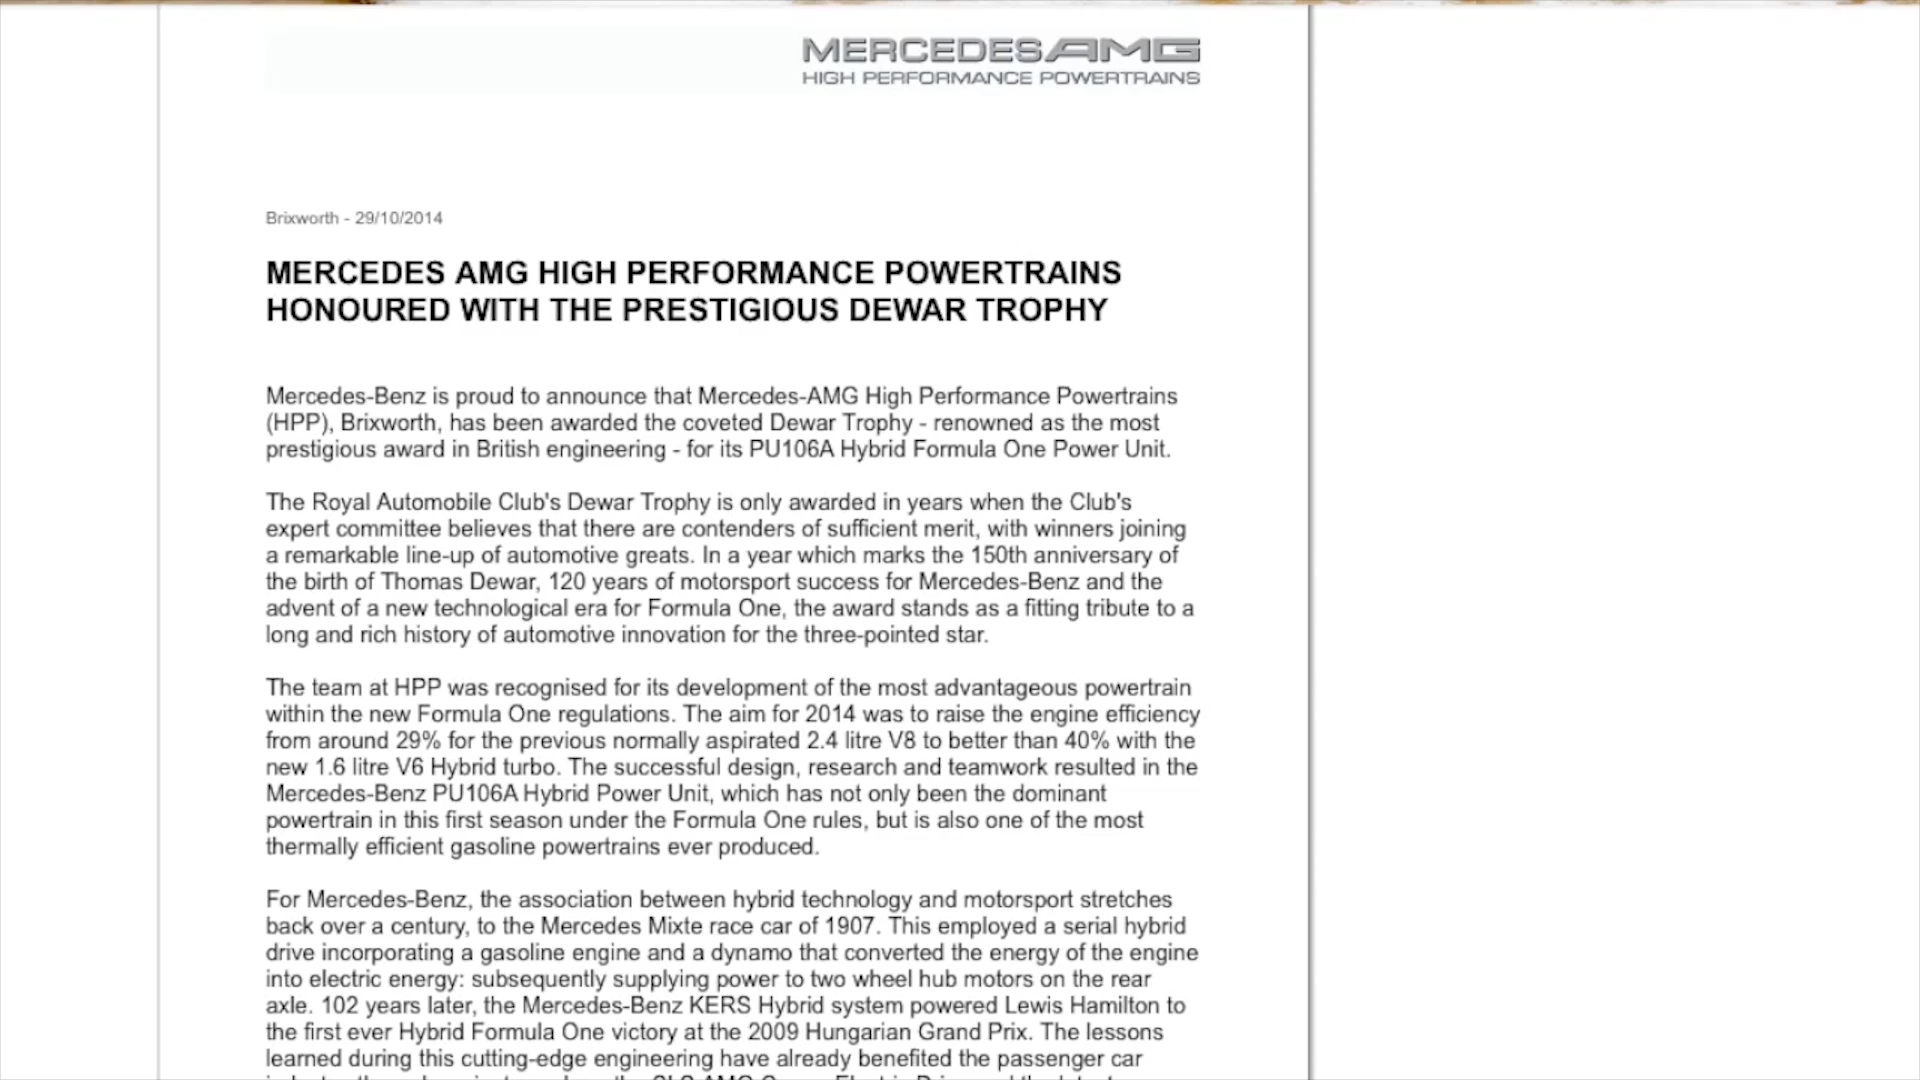 MERCEDES AMG
HIGH PERFORMANCE POWERTRAINS
Brixworth - 29/10/2014
MERCEDES AMG HIGH PERFORMANCE POWERTRAINS
HONOURED WITH THE PRESTIGIOUS DEWAR TROPHY
Mercedes-Benz is proud to announce that Mercedes-AMG High Performance Powertrains
(HPP), Brixworth, has been awarded the coveted Dewar Trophy - renowned as the most
prestigious award in British engineering - for its PU106A Hybrid Formula One Power Unit.
The Royal Automobile Club's Dewar Trophy is only awarded in years when the Club's
expert committee believes that there are contenders of sufficient merit, with winners joining
a remarkable line-up of automotive greats. In a year which marks the 150th anniversary of
the birth of Thomas Dewar, 120 years of motorsport success for Mercedes-Benz and the
advent of a new technological era for Formula One, the award stands as a fitting tribute to a
long and rich history of automotive innovation for the three-pointed star.
The team at HPP was recognised for its development of the most advantageous powertrain
within the new Formula One regulations. The aim for 2014 was to raise the engine efficiency
from around 29% for the previous normally aspirated 2.4 litre V8 to better than 40% with the
new 1.6 litre V6 Hybrid turbo. The successful design, research and teamwork resulted in the
Mercedes-Benz PU106A Hybrid Power Unit, which has not only been the dominant
powertrain in this first season under the Formula One rules, but is also one of the most
thermally efficient gasoline powertrains ever produced.
For Mercedes-Benz, the association between hybrid technology and motorsport stretches
back over a century, to the Mercedes Mixte race car of 1907. This employed a serial hybrid
drive incorporating a gasoline engine and a dynamo that converted the energy of the engine
into electric energy: subsequently supplying power to two wheel hub motors on the rear
axle. 102 years later, the Mercedes-Benz KERS Hybrid system powered Lewis Hamilton to
the first ever Hybrid Formula One victory at the 2009 Hungarian Grand Prix. The lessons
learned during this cutting-edge engineering have already benefited the passenger car